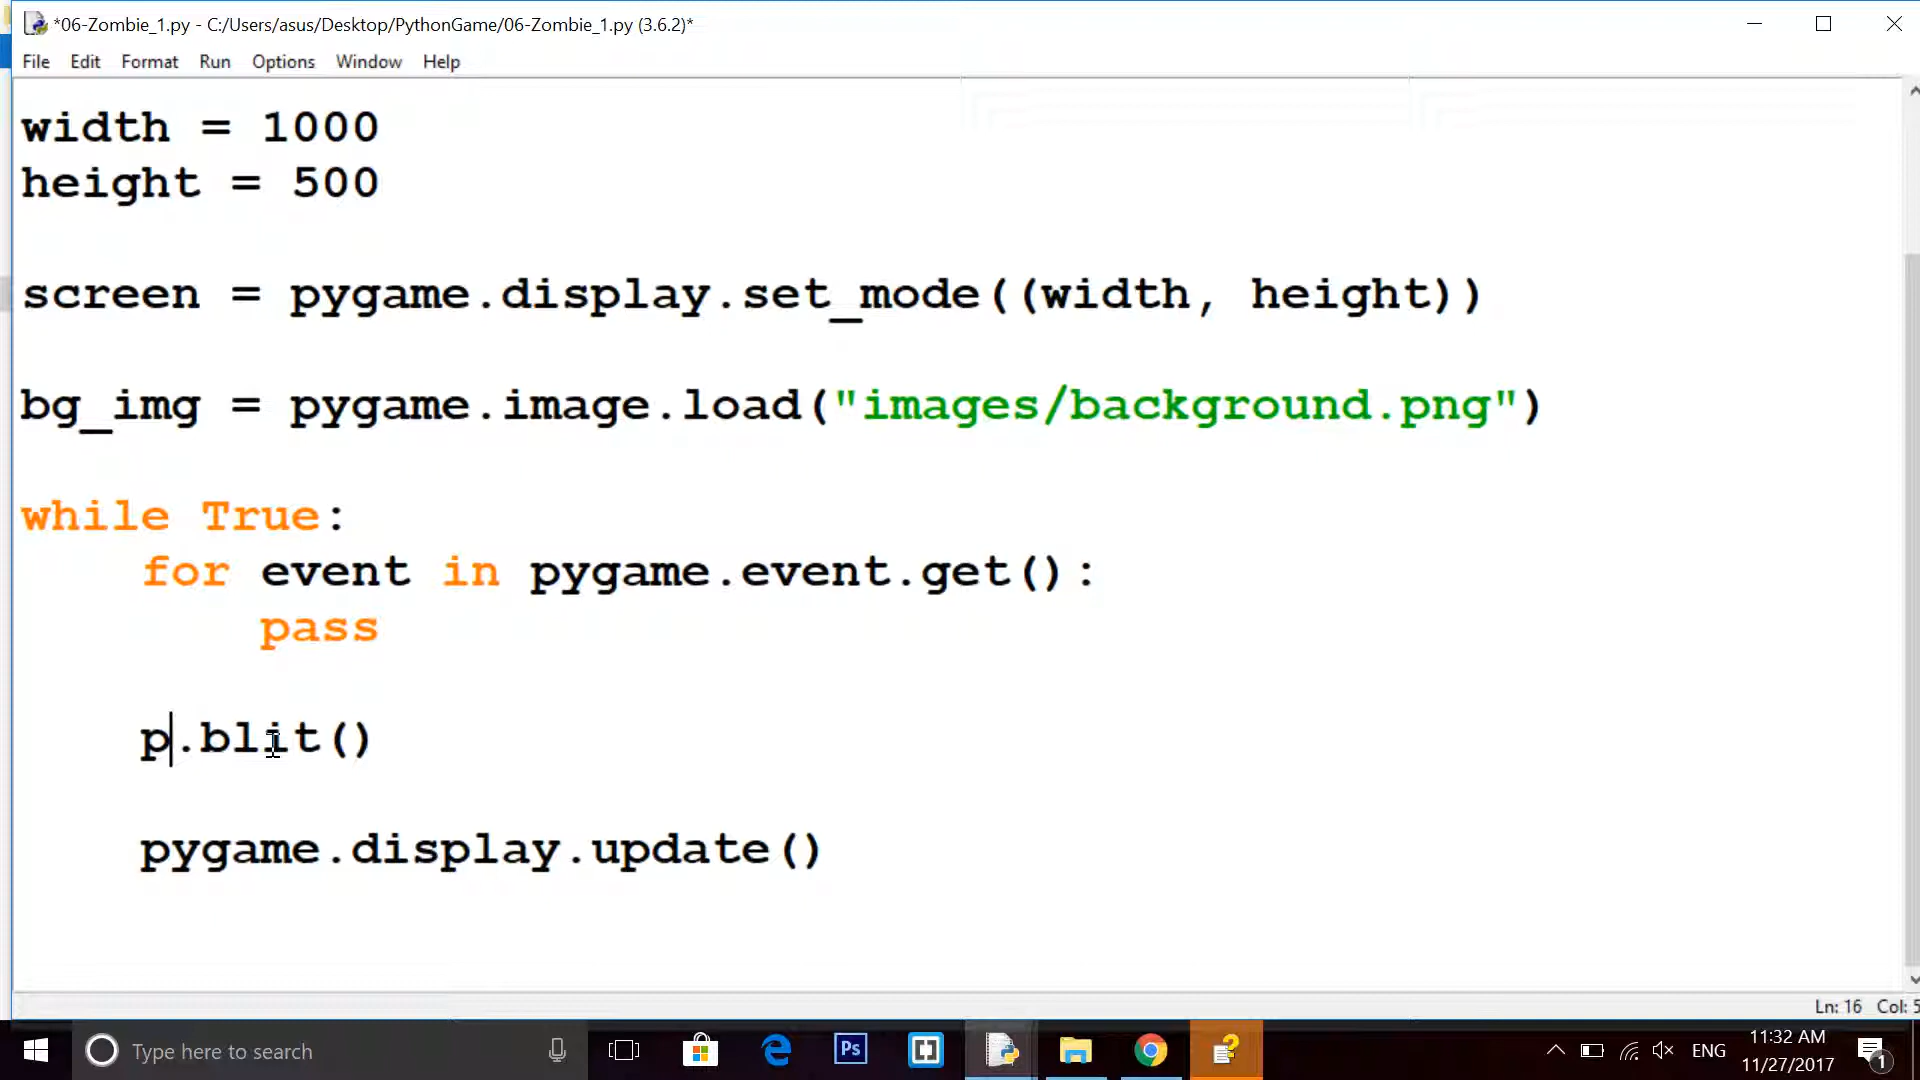 *06-Zombie_1.py - C:/Users/asus/Desktop/PythonGame/06-Zombie_1.py (3.6.2)*
File Edit Format Run Options Window Help
width = 1000
height = 500
screen = pygame.display.set_mode((width, height))
bg_img = pygame.image.load("images/background.png")
while True:
    for event in pygame.event.get():
        pass
    p.blit()
    pygame.display.update()
Ln: 16 Col: 5
Type here to search
Ps
ENG
11:32 AM
11/27/2017
1